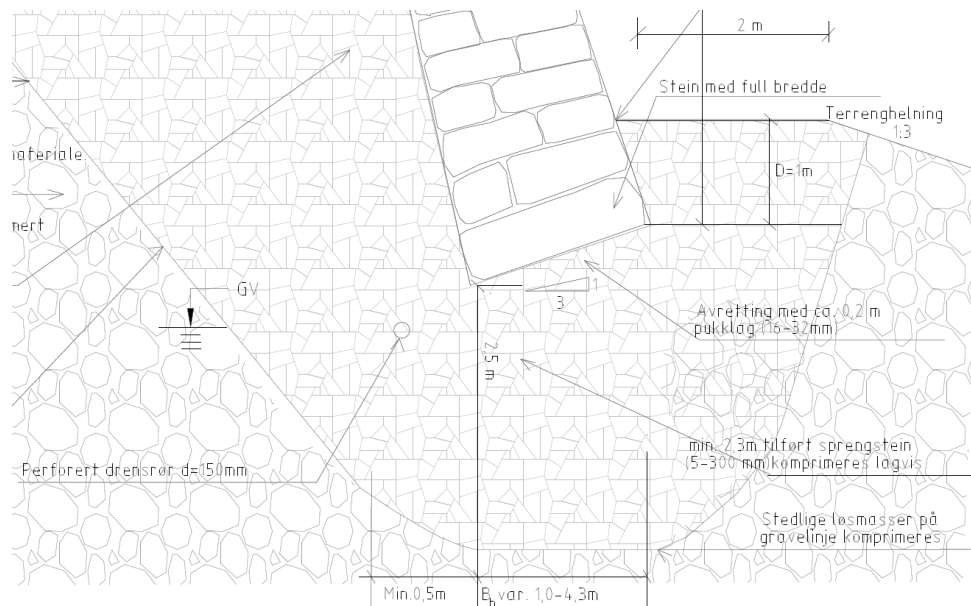 2 m
Stein med full bredde
Terrenghelning
1:3
D=1m
GV
1
3
Avretting med ca. 0,2 m
pukklag (16-32mm)
2,5 m
min. 2,3m tilført sprengstein
(5-300 mm)komprimeres lagvis
Perforert drensrør d=150mm
Stedlige løsmasser på
gravelinje komprimeres
Min.0,5m
Bh var. 1,0-4,3m